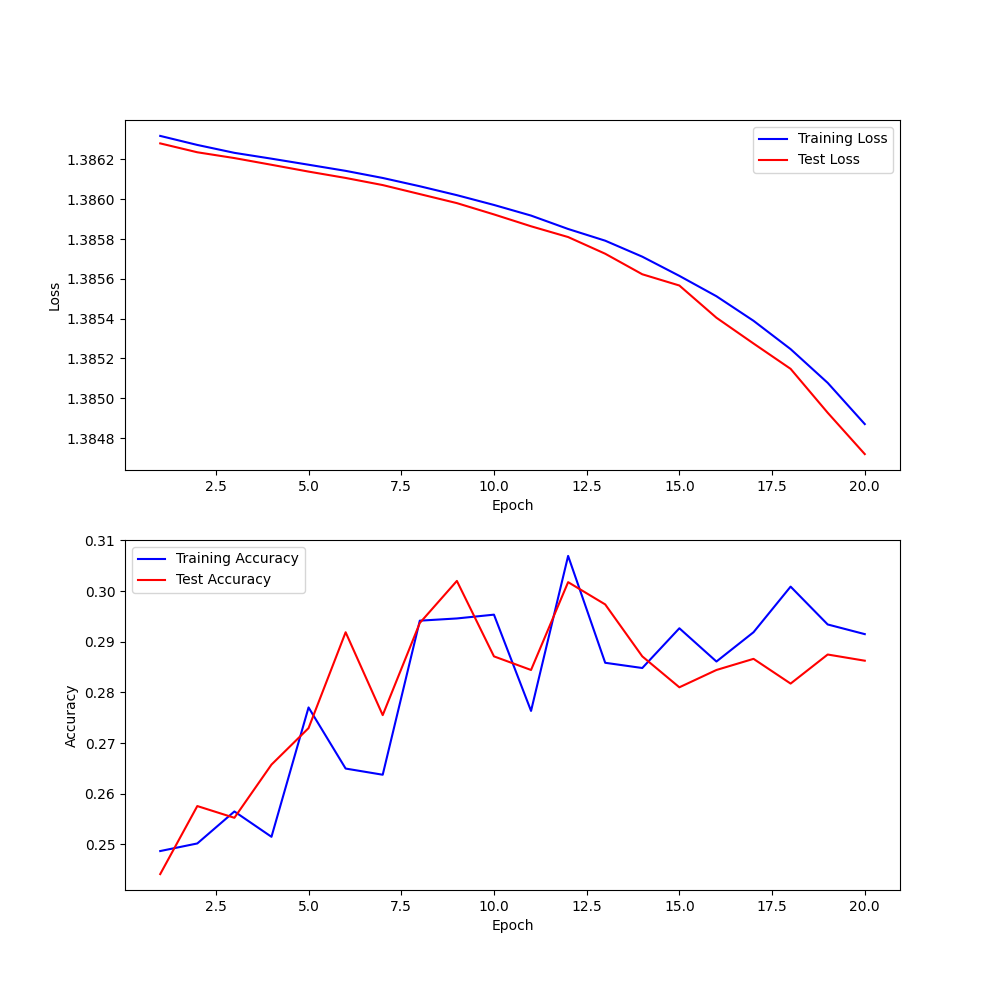 Training Loss
Test Loss
1.3862
1.3860
1.3858
1.3856
1.3854
1.3852
1.3850
1.3848
Loss
2.5 5.0 7.5 10.0 12.5 15.0 17.5 20.0
Epoch
Training Accuracy
Test Accuracy
0.31
0.30
0.29
0.28
0.27
0.26
0.25
Accuracy
2.5 5.0 7.5 10.0 12.5 15.0 17.5 20.0
Epoch